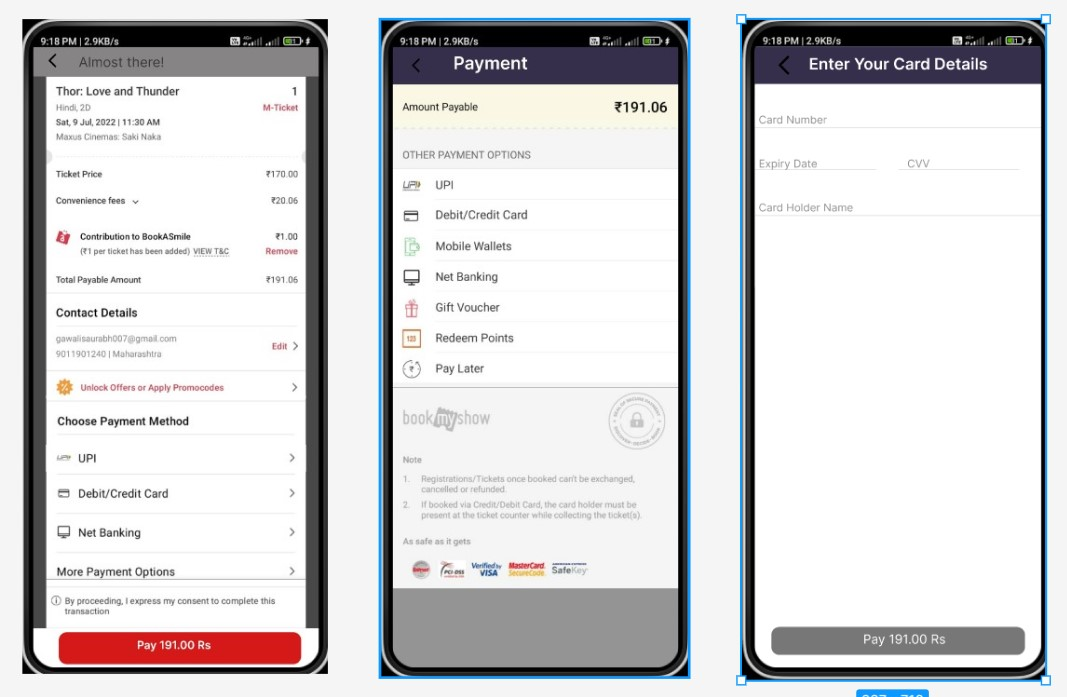 9:18 PM | 2.9KB/s
Almost there!
Thor: Love and Thunder 1
Hindi, 2D M-Ticket
Sat, 9 Jul, 2022 | 11:30 AM
Maxus Cinemas: Saki Naka
Ticket Price ₹170.00
Convenience fees ₹20.06
Contribution to BookASmile ₹1.00
(₹1 per ticket has been added) VIEW T&C Remove
Total Payable Amount ₹191.06
Contact Details
gawalisaurabh007@gmail.com
9011901240 | Maharashtra Edit
Unlock Offers or Apply Promocodes
Choose Payment Method
UPI UPI
Debit/Credit Card
Net Banking
More Payment Options
By proceeding, I express my consent to complete this
transaction
Pay 191.00 Rs
9:18 PM | 2.9KB/s
Payment
Amount Payable ₹191.06
OTHER PAYMENT OPTIONS
UPI UPI
Debit/Credit Card
Mobile Wallets
Net Banking
Gift Voucher
123 Redeem Points
Pay Later
bookmyshow
Note
1. Registrations/Tickets once booked can't be exchanged,
cancelled or refunded.
2. If booked via Credit/Debit Card, the card holder must be
present at the ticket counter while collecting the ticket(s).
As safe as it gets
PCI-DSS Verified by VISA MasterCard. SecureCode. SafeKey
9:18 PM | 2.9KB/s
Enter Your Card Details
Card Number
Expiry Date CVV
Card Holder Name
Pay 191.00 Rs